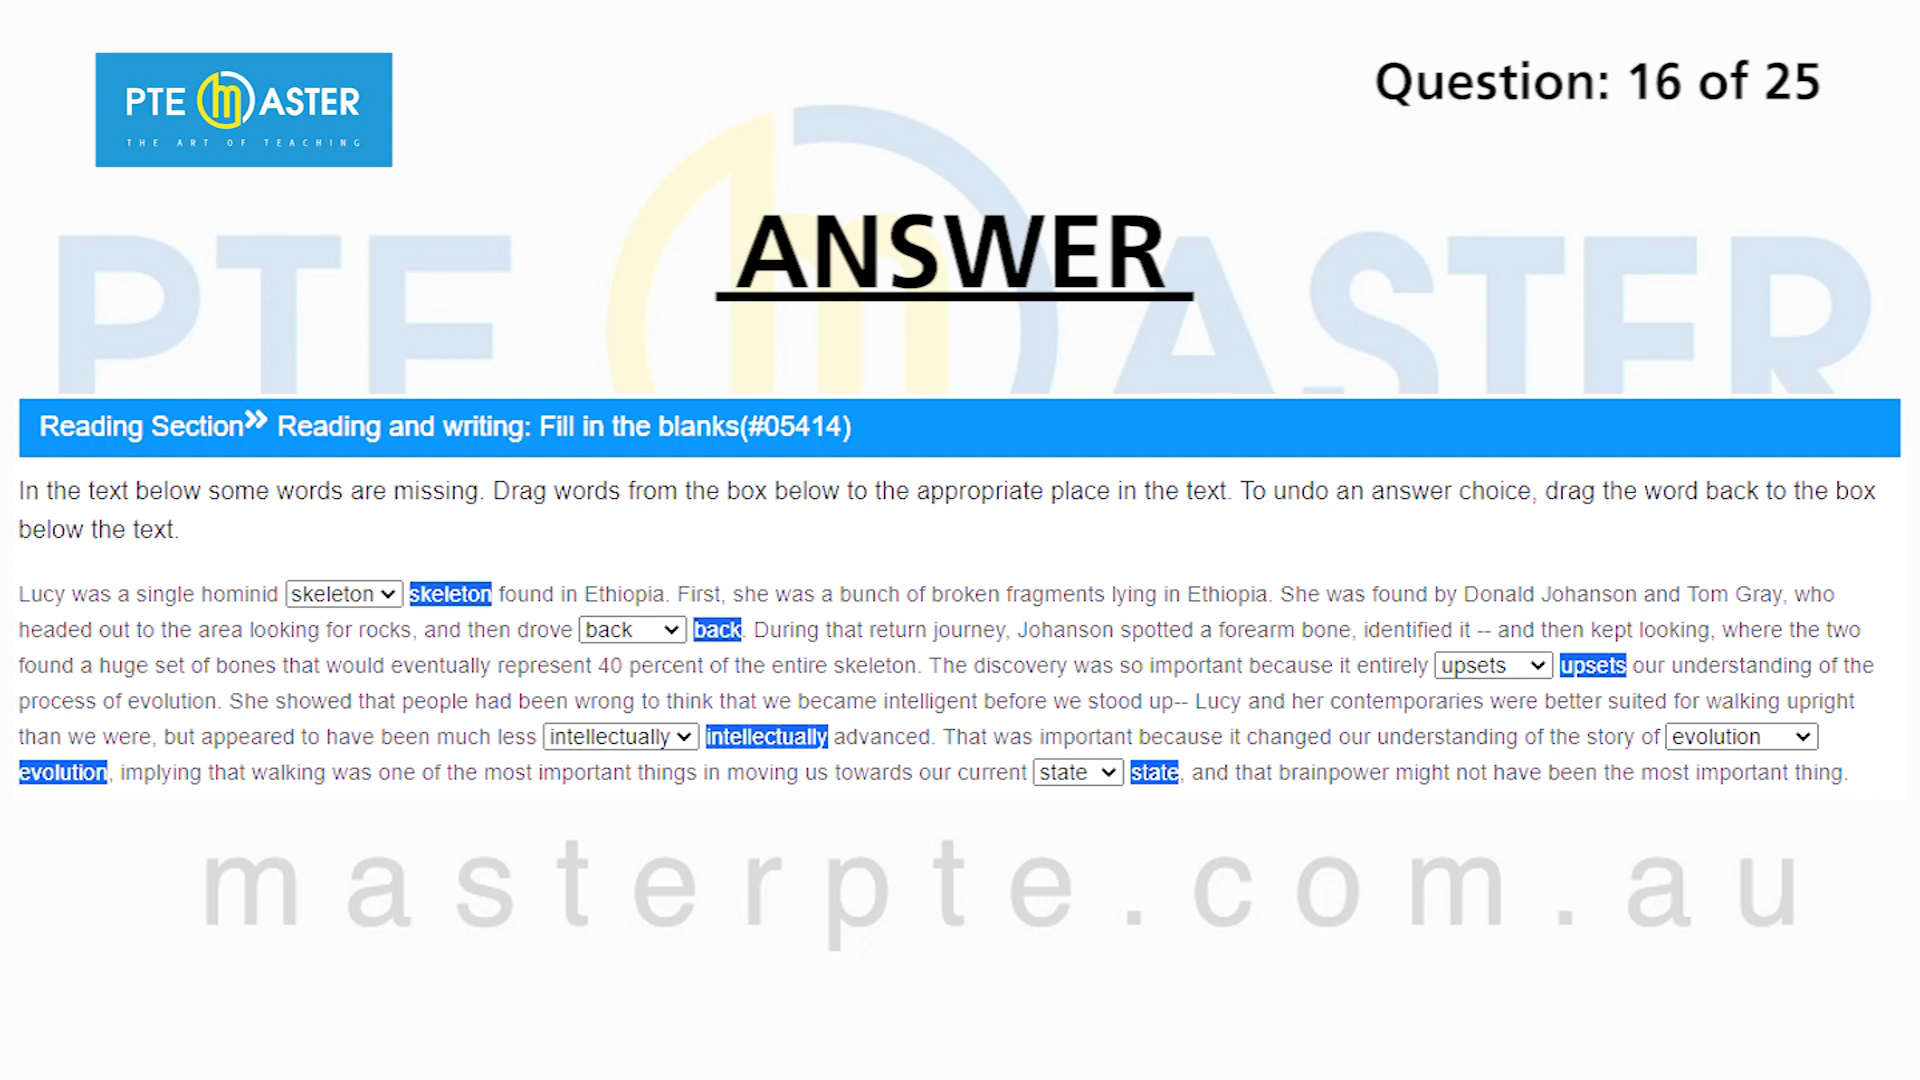 PTE MASTER
THE ART OF TEACHING
Question: 16 of 25
PTE MASTER
ANSWER
Reading Section» Reading and writing: Fill in the blanks(#05414)
In the text below some words are missing. Drag words from the box below to the appropriate place in the text. To undo an answer choice, drag the word back to the box
below the text.
Lucy was a single hominid skeleton skeleton found in Ethiopia. First, she was a bunch of broken fragments lying in Ethiopia. She was found by Donald Johanson and Tom Gray, who
headed out to the area looking for rocks, and then drove back back. During that return journey, Johanson spotted a forearm bone, identified it -- and then kept looking, where the two
found a huge set of bones that would eventually represent 40 percent of the entire skeleton. The discovery was so important because it entirely upsets upsets our understanding of the
process of evolution. She showed that people had been wrong to think that we became intelligent before we stood up-- Lucy and her contemporaries were better suited for walking upright
than we were, but appeared to have been much less intellectually intellectually advanced. That was important because it changed our understanding of the story of evolution
evolution, implying that walking was one of the most important things in moving us towards our current state state, and that brainpower might not have been the most important thing.
masterpte.com.au